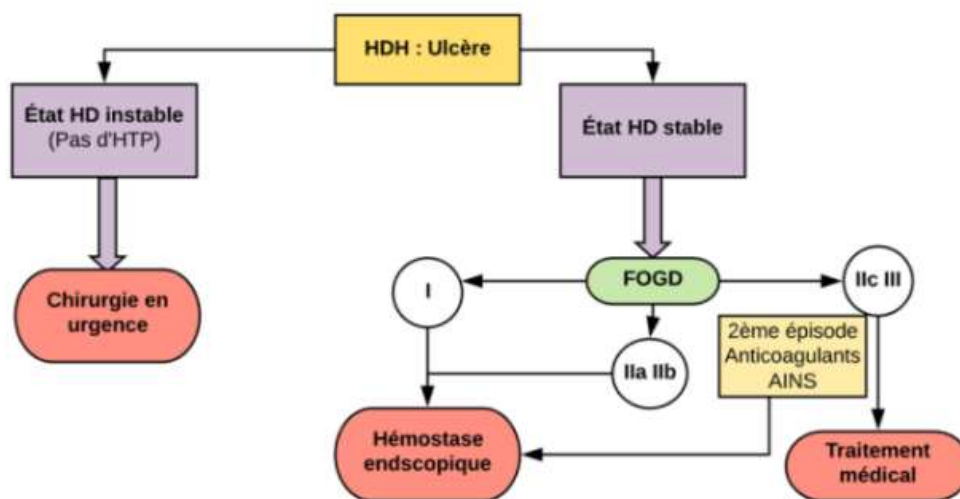 HDH : Ulcère
État HD instable
(Pas d'HTP)
État HD stable
Chirurgie en
urgence
I
FOGD
IIc III
IIa IIb
2ème épisode
Anticoagulants
AINS
Hémostase
endscopique
Traitement
médical